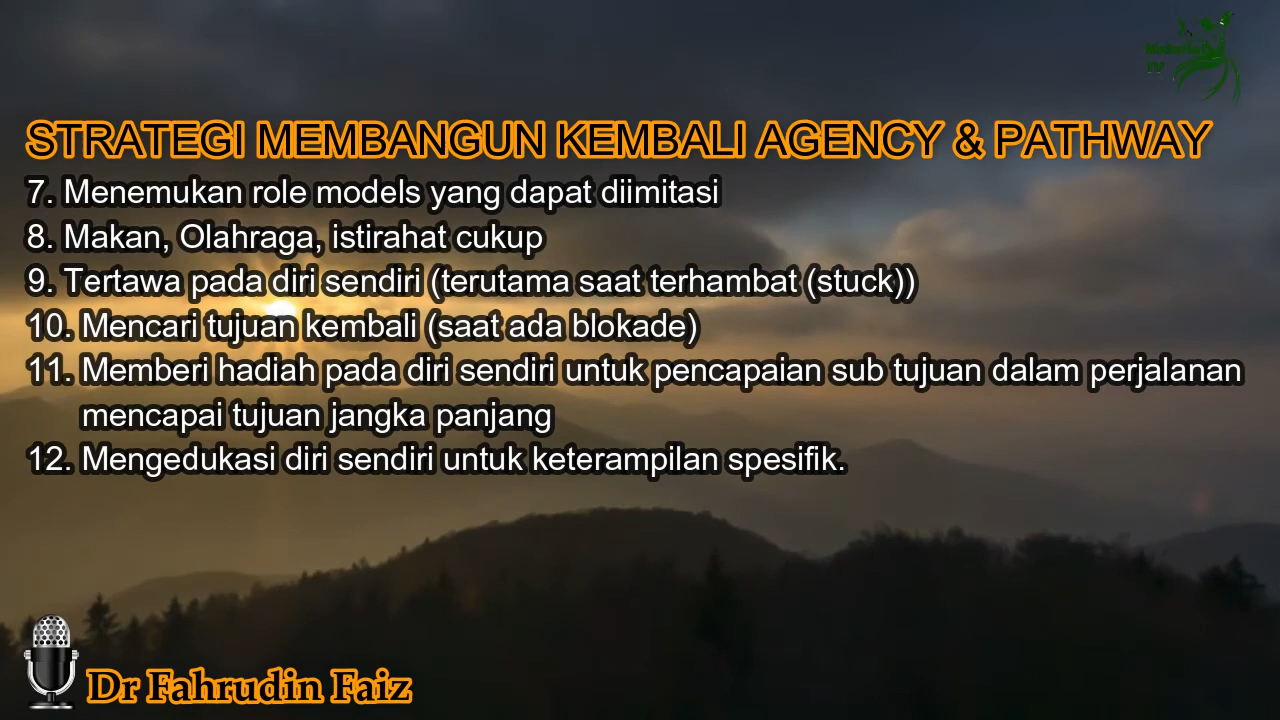 STRATEGI MEMBANGUN KEMBALI AGENCY & PATHWAY
7. Menemukan role models yang dapat diimitasi
8. Makan, Olahraga, istirahat cukup
9. Tertawa pada diri sendiri (terutama saat terhambat (stuck))
10. Mencari tujuan kembali (saat ada blokade)
11. Memberi hadiah pada diri sendiri untuk pencapaian sub tujuan dalam perjalanan
mencapai tujuan jangka panjang
12. Mengedukasi diri sendiri untuk keterampilan spesifik.
TV
Dr Fahrudin Faiz